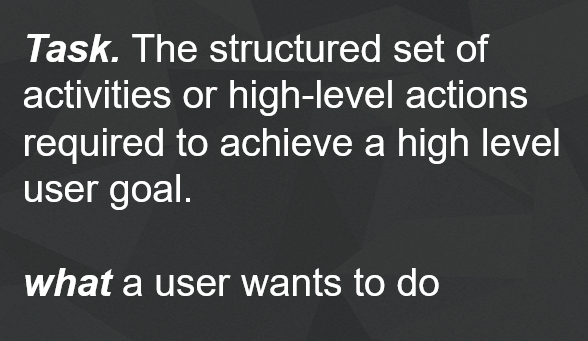 Task. The structured set of
activities or high-level actions
required to achieve a high level
user goal.
what a user wants to do